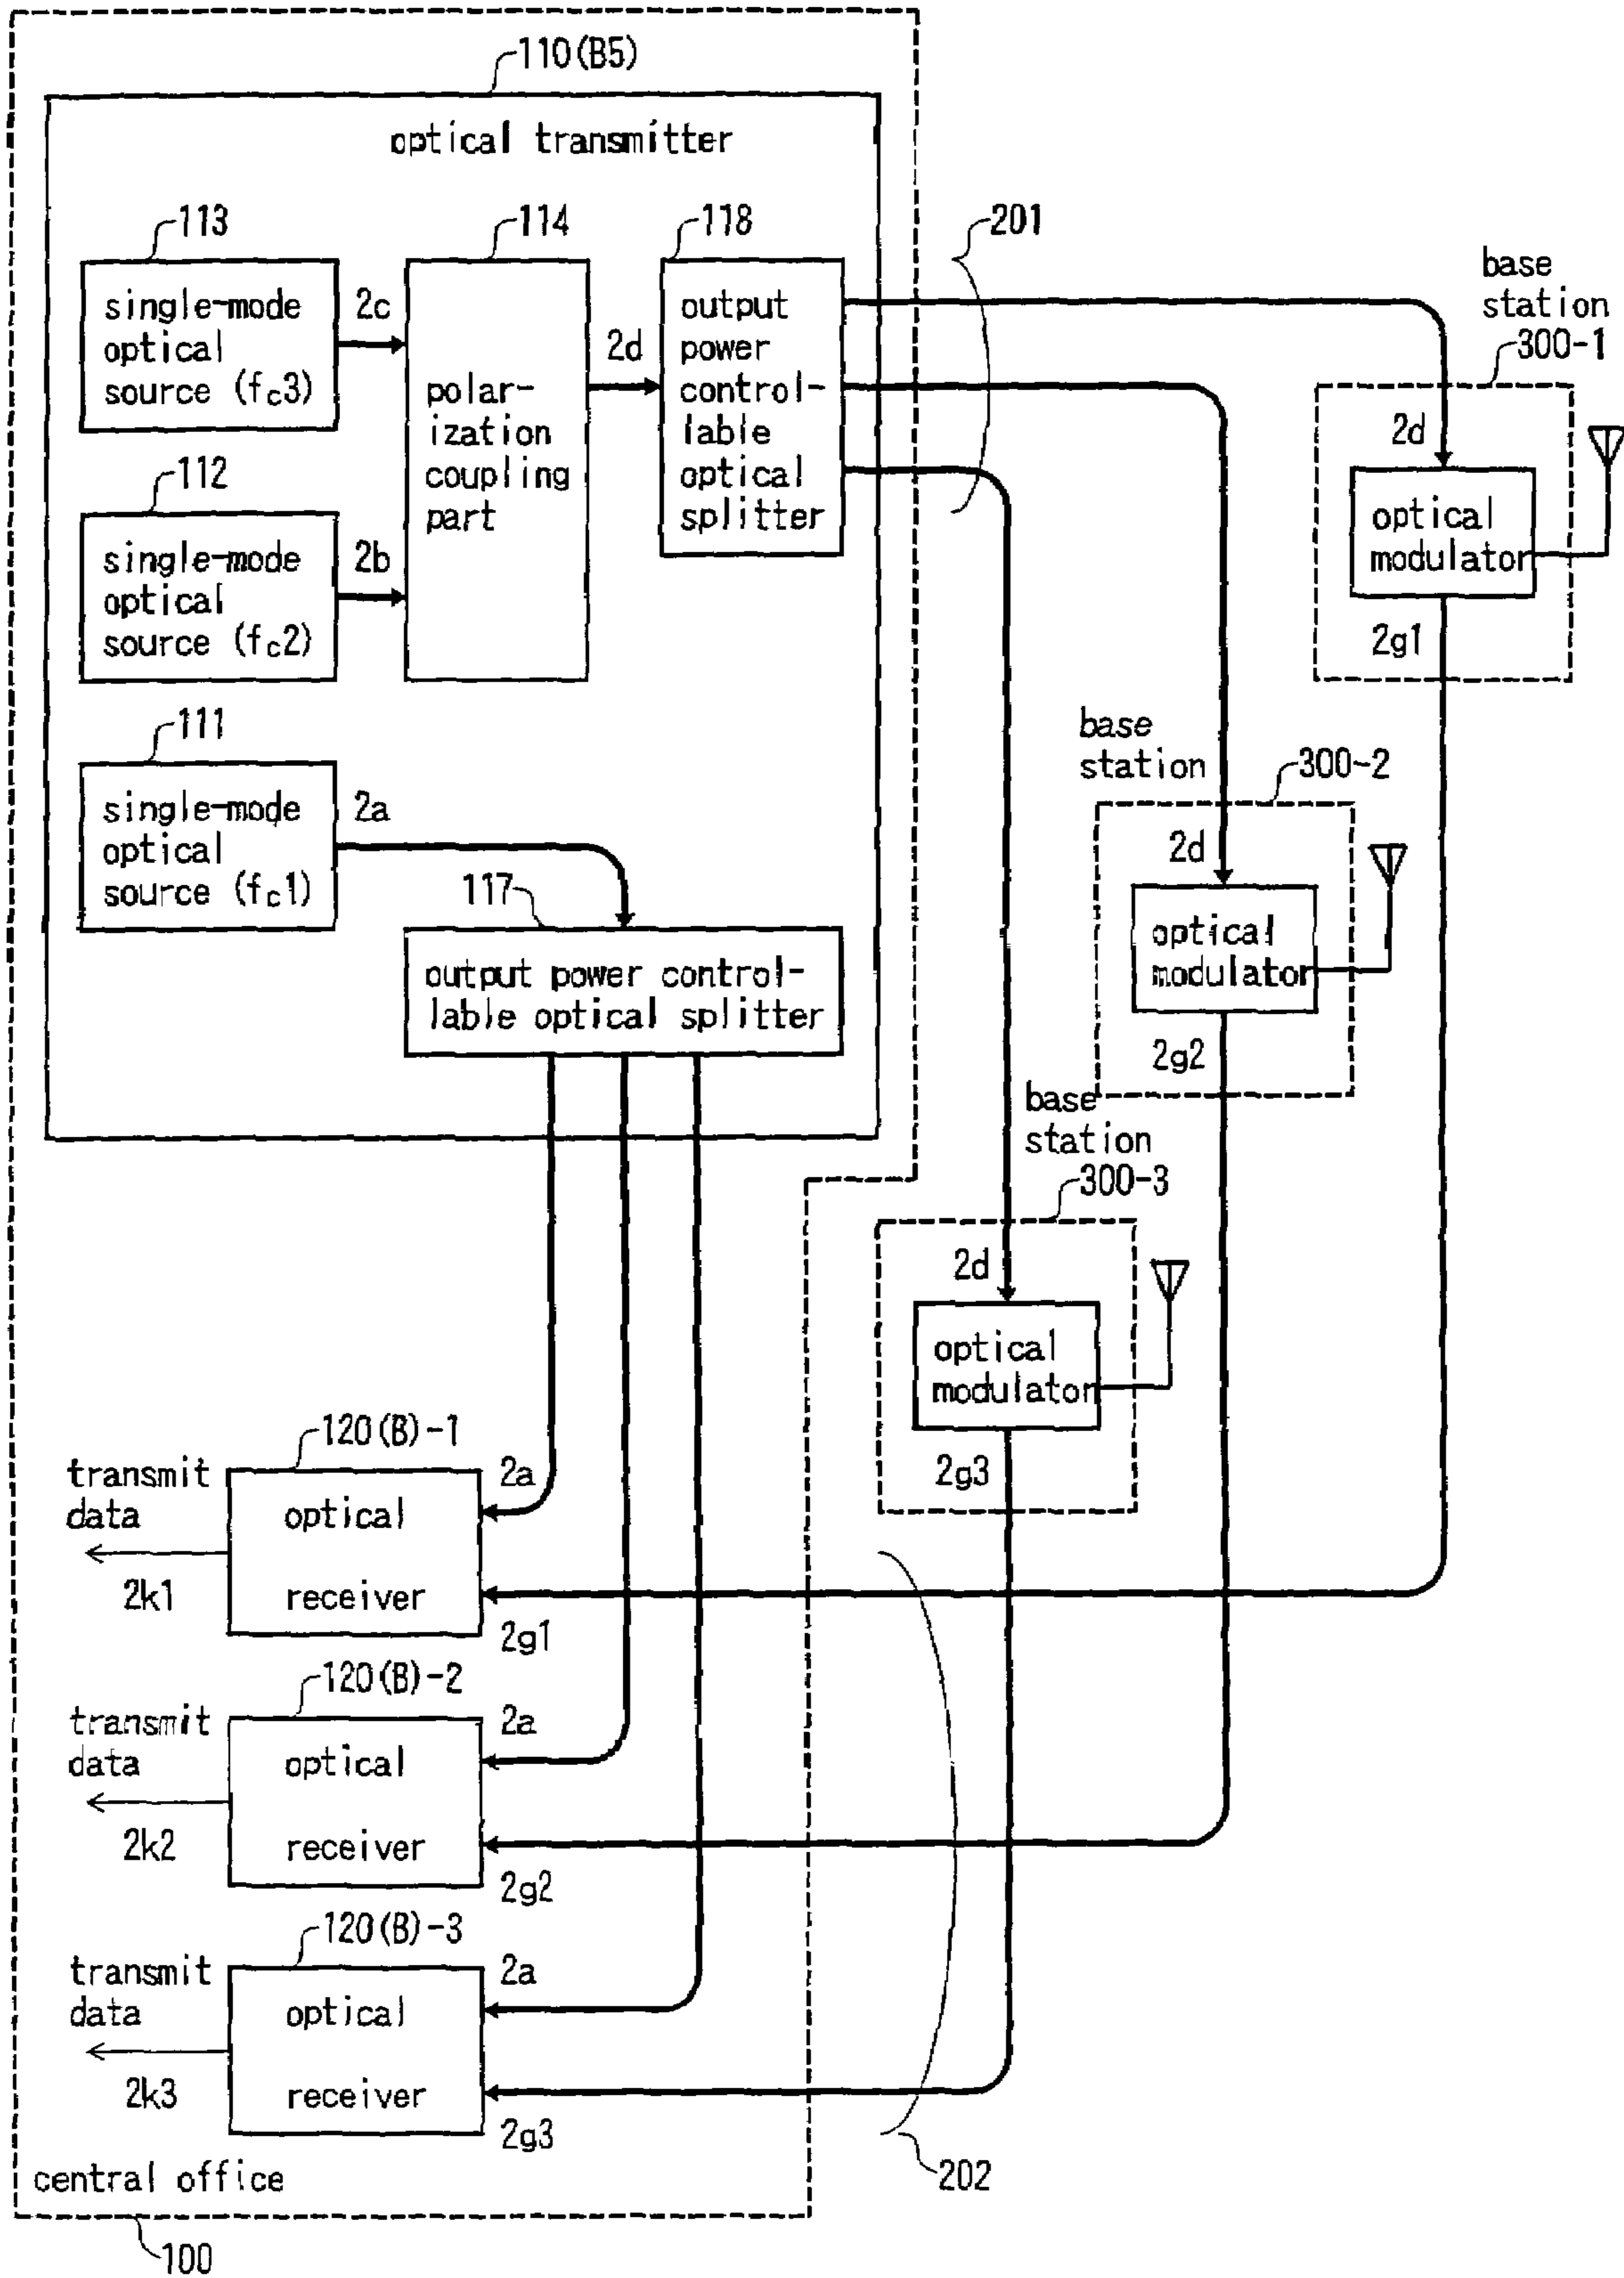 110(B5)
optical transmitter
113
114
118
201
single-mode
optical
source (fc3)
2c
polar-
ization
coupling
part
2d
output
power
control-
lable
optical
splitter
base
station
300-1
2d
optical
modulator
2g1
112
single-mode
optical
source (fc2)
2b
111
single-mode
optical
source (fc1)
2a
117
output power control-
lable optical splitter
base
station
300-2
2d
optical
modulator
2g2
base
station
300-3
2d
optical
modulator
2g3
120(B)-1
transmit
data
2k1
optical
receiver
2a
2g1
120(B)-2
transmit
data
2k2
optical
receiver
2a
2g2
120(B)-3
transmit
data
2k3
optical
receiver
2a
2g3
central office
202
100